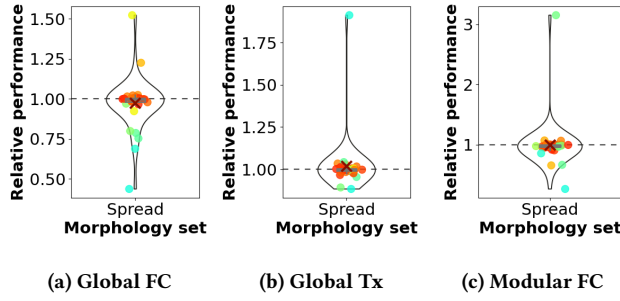 Relative performance
1.50
1.00
0.75
0.50
Spread
Morphology set
Relative performance
1.75
1.50
1.25
1.00
Spread
Morphology set
Relative performance
3
2
1
Spread
Morphology set
(a) Global FC
(b) Global Tx
(c) Modular FC